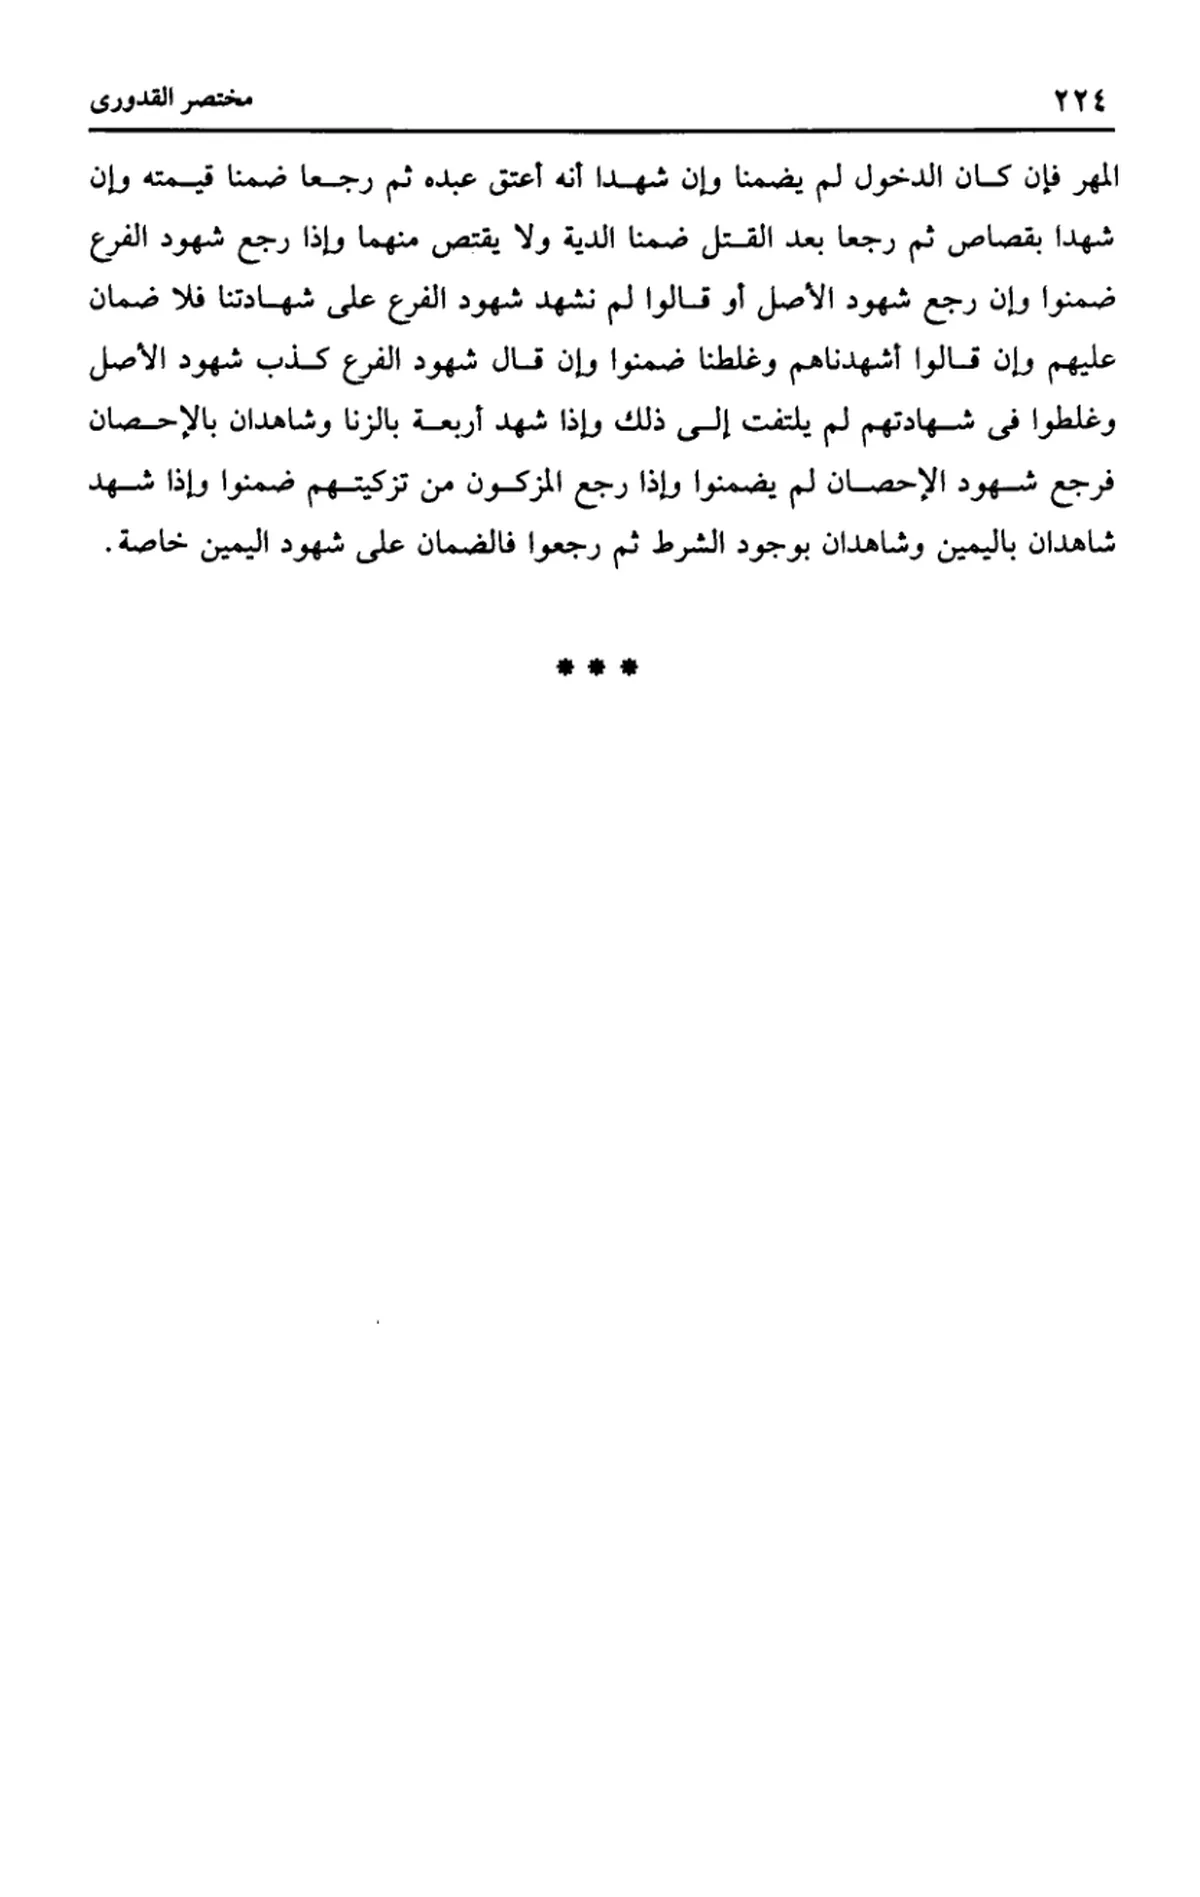 ٢٢٤ مختصر القدورى
المهر فإن كان الدخول لم يضمنا وإن شهدا أنه أعتق عبده ثم رجعا ضمنا قيمته وإن
شهدا بقصاص ثم رجعا بعد القتل ضمنا الدية ولا يقتص منهما وإذا رجع شهود الفرع
ضمنوا وإن رجع شهود الأصل أو قالوا لم نشهد شهود الفرع على شهادتنا فلا ضمان
عليهم وإن قالوا أشهدناهم وغلطنا ضمنوا وإن قال شهود الفرع كذب شهود الأصل
وغلطوا فى شهادتهم لم يلتفت إلى ذلك وإذا شهد أربعة بالزنا وشاهدان بالإحصان
فرجع شهود الإحصان لم يضمنوا وإذا رجع المزكون من تزكيتهم ضمنوا وإذا شهد
شاهدان باليمين وشاهدان بوجود الشرط ثم رجعوا فالضمان على شهود اليمين خاصة.
* * *